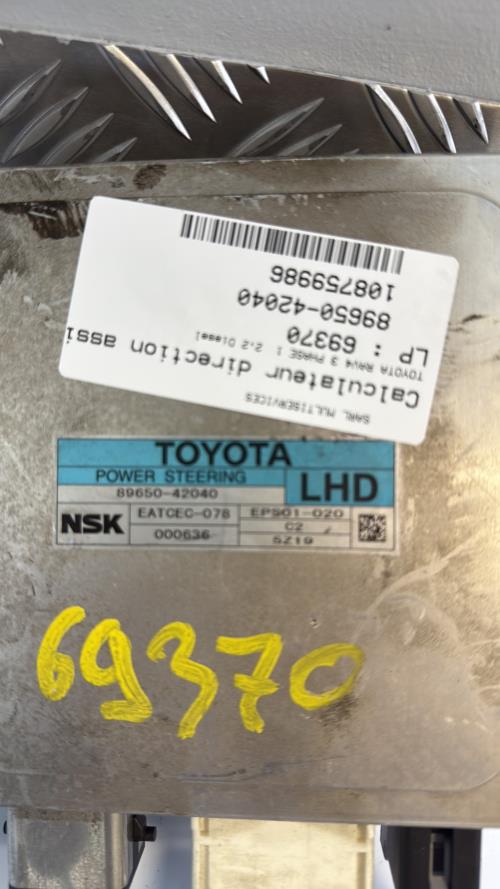 SARL MULTISERVICES
Calculateur direction assi
TOYOTA RAV4 3 PHASE 1 2.2 Diesel
LP : 69370
89650-42040
108759986
TOYOTA
POWER STEERING
LHD
89650-42040
NSK
EATCEC-078
EPS01-020
000636
C2
5Z19
69370